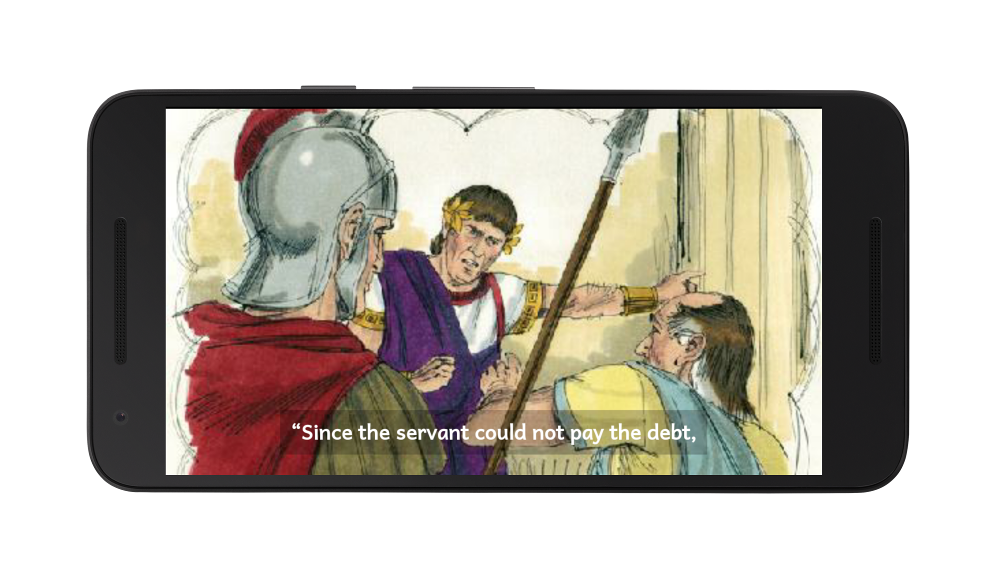 “Since the servant could not pay the debt,